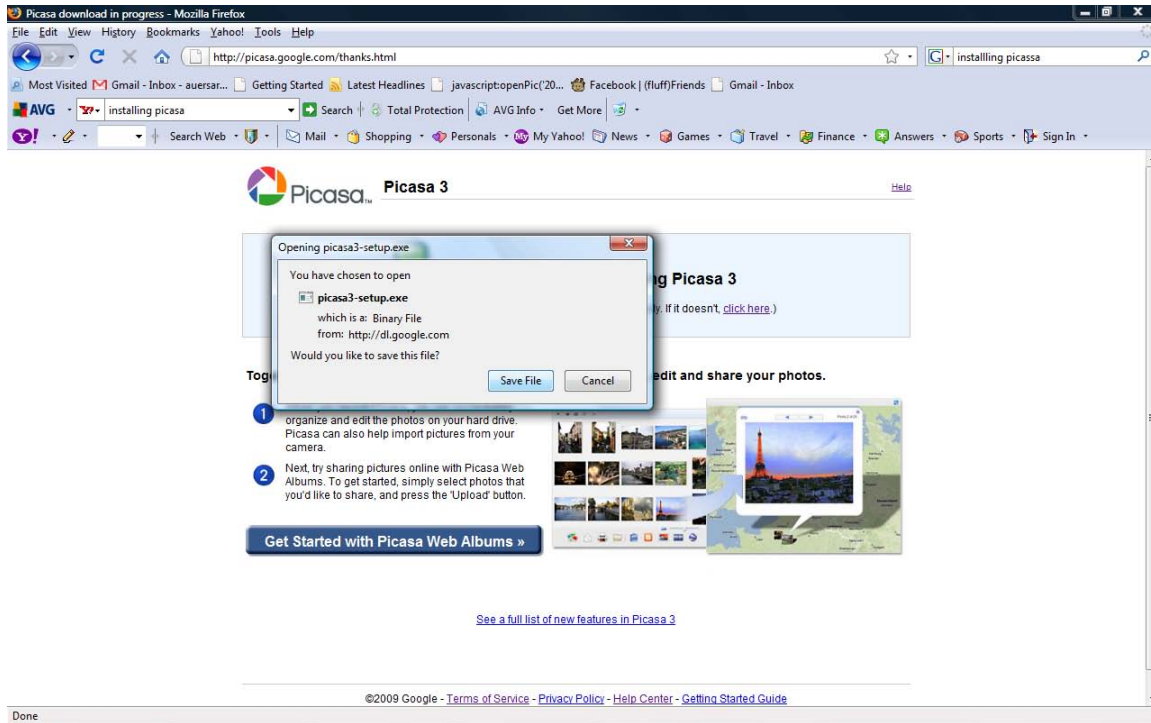 Picasa download in progress - Mozilla Firefox
File Edit View History Bookmarks Yahoo! Tools Help
http://picasa.google.com/thanks.html
G installling picassa
Most Visited Gmail - Inbox - auersar... Getting Started Latest Headlines javascript:openPic('20... Facebook | (fluff)Friends Gmail - Inbox
AVG Y! installing picasa Search Total Protection AVG Info Get More
Y! Search Web Mail Shopping Personals My Yahoo! News Games Travel Finance Answers Sports Sign In
Picasa™ Picasa 3 Help
Opening picasa3-setup.exe
You have chosen to open
picasa3-setup.exe
which is a: Binary File
from: http://dl.google.com
Would you like to save this file?
Save File Cancel
Picasa 3
If it doesn't, click here.)
edit and share your photos.
1
organize and edit the photos on your hard drive.
Picasa can also help import pictures from your
camera.
2 Next, try sharing pictures online with Picasa Web
Albums. To get started, simply select photos that
you'd like to share, and press the 'Upload' button.
Get Started with Picasa Web Albums »
See a full list of new features in Picasa 3
©2009 Google - Terms of Service - Privacy Policy - Help Center - Getting Started Guide
Done